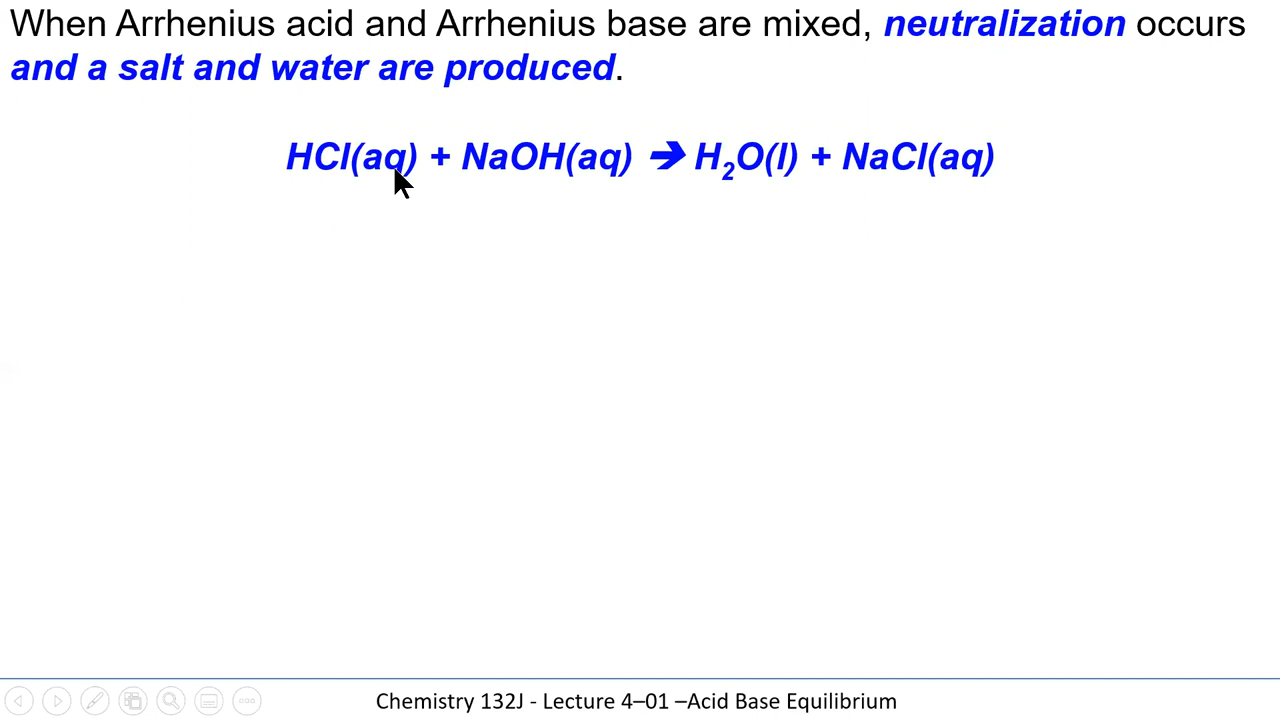 When Arrhenius acid and Arrhenius base are mixed, neutralization occurs
and a salt and water are produced.
HCl(aq) + NaOH(aq) ➔ H₂O(l) + NaCl(aq)
Chemistry 132J - Lecture 4–01 –Acid Base Equilibrium